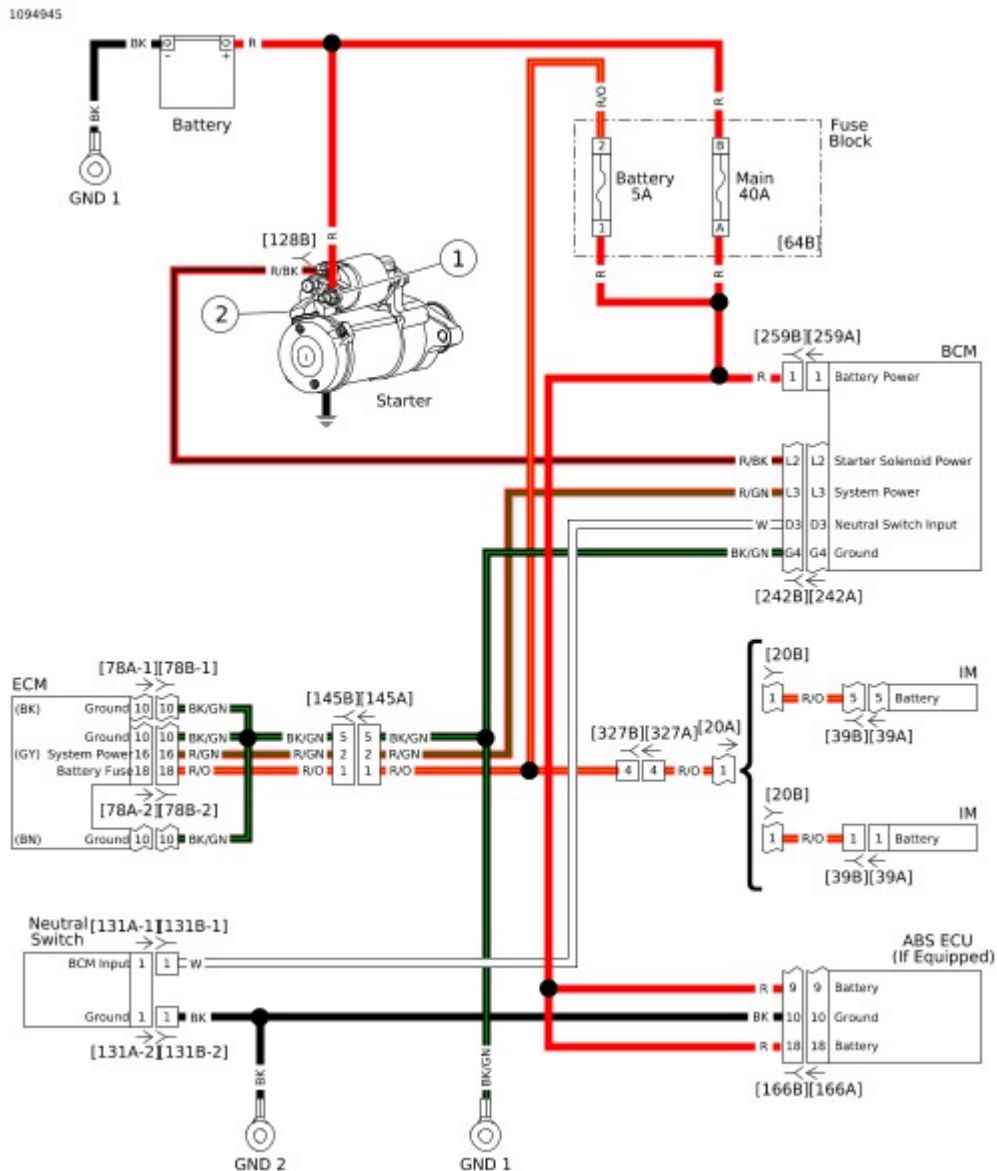 1094945
BK
-
+
R
R/O
R
BK
Battery
GND 1
Fuse
Block
2
B
Battery
5A
Main
40A
1
A
[64B]
R
[128B]
R/BK
1
2
R
R
Starter
[259B][259A]
BCM
R
1
1
Battery Power
R/BK
L2
L2
Starter Solenoid Power
R/GN
L3
L3
System Power
W
D3
D3
Neutral Switch Input
BK/GN
G4
G4
Ground
[242B][242A]
[78A-1][78B-1]
ECM
(BK)
Ground
10
10
BK/GN
[145B][145A]
Ground
10
10
BK/GN
BK/GN
5
5
BK/GN
(GY)
System Power
16
16
R/GN
R/GN
2
2
R/GN
Battery Fuse
18
18
R/O
R/O
1
1
R/O
[78A-2][78B-2]
(BN)
Ground
10
10
BK/GN
[327B][327A]
[20A]
4
4
R/O
1
[20B]
IM
1
R/O
5
5
Battery
[39B][39A]
[20B]
IM
1
R/O
1
1
Battery
[39B][39A]
Neutral
Switch
[131A-1][131B-1]
BCM Input
1
1
W
Ground
1
1
BK
[131A-2][131B-2]
BK
GND 2
BK/GN
GND 1
ABS ECU
(If Equipped)
R
9
9
Battery
BK
10
10
Ground
R
18
18
Battery
[166B][166A]